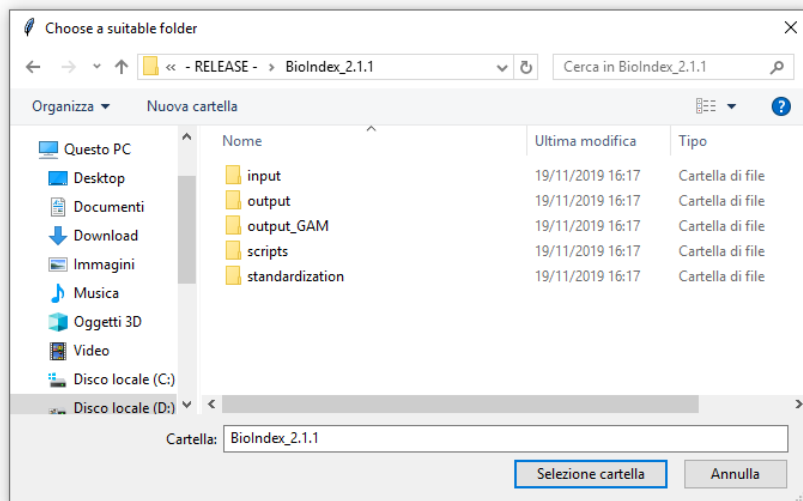 Choose a suitable folder
« - RELEASE - › BioIndex_2.1.1
Cerca in BioIndex_2.1.1
Organizza
Nuova cartella
?
Nome
Ultima modifica
Tipo
Questo PC
Desktop
Documenti
Download
Immagini
Musica
Oggetti 3D
Video
Disco locale (C:)
Disco locale (D:)
input 19/11/2019 16:17 Cartella di file
output 19/11/2019 16:17 Cartella di file
output_GAM 19/11/2019 16:17 Cartella di file
scripts 19/11/2019 16:17 Cartella di file
standardization 19/11/2019 16:17 Cartella di file
Cartella: BioIndex_2.1.1
Selezione cartella
Annulla